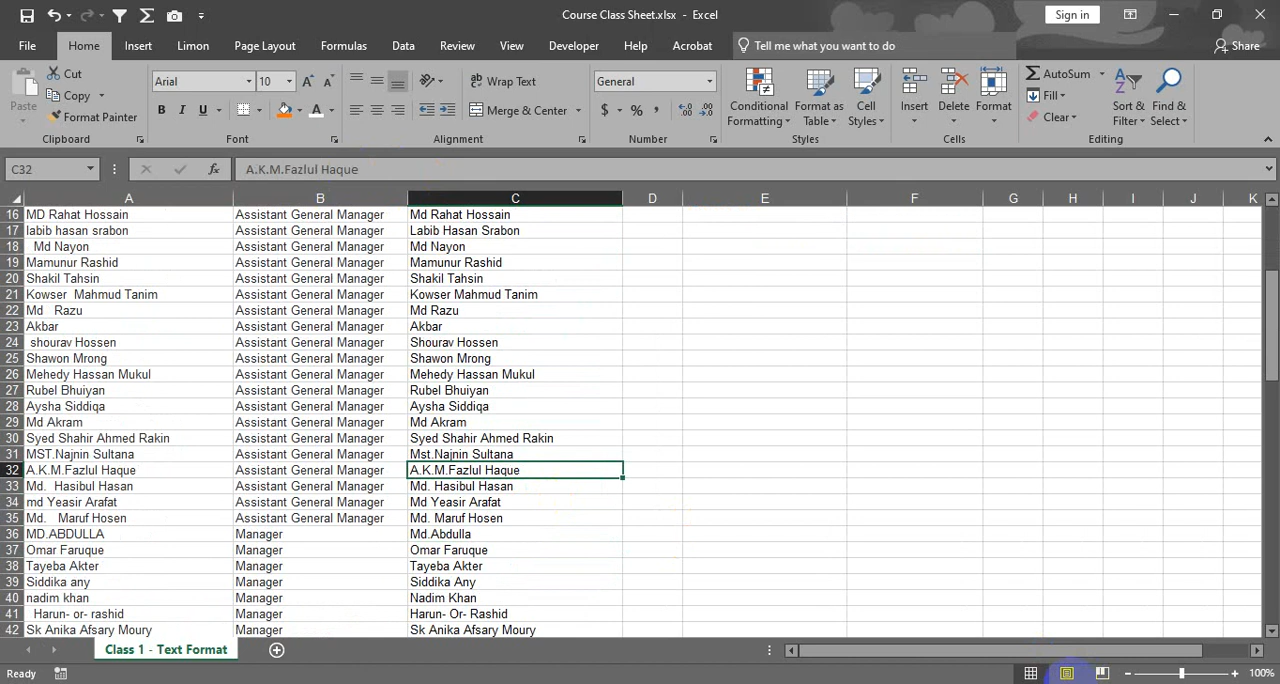 Course Class Sheet.xlsx - Excel
Sign in
File Home Insert Limon Page Layout Formulas Data Review View Developer Help Acrobat Tell me what you want to do Share
Paste
Cut
Copy
Format Painter
Clipboard
Arial 10
B I U
Font
Wrap Text
Merge & Center
Alignment
General
$ % ,
Number
Conditional Formatting
Format as Table
Cell Styles
Styles
Insert Delete Format
Cells
AutoSum
Fill
Clear
Sort & Filter
Find & Select
Editing
C32 fx A.K.M.Fazlul Haque
A B C D E F G H I J K
16 MD Rahat Hossain Assistant General Manager Md Rahat Hossain
17 labib hasan srabon Assistant General Manager Labib Hasan Srabon
18 Md Nayon Assistant General Manager Md Nayon
19 Mamunur Rashid Assistant General Manager Mamunur Rashid
20 Shakil Tahsin Assistant General Manager Shakil Tahsin
21 Kowser Mahmud Tanim Assistant General Manager Kowser Mahmud Tanim
22 Md Razu Assistant General Manager Md Razu
23 Akbar Assistant General Manager Akbar
24 shourav Hossen Assistant General Manager Shourav Hossen
25 Shawon Mrong Assistant General Manager Shawon Mrong
26 Mehedy Hassan Mukul Assistant General Manager Mehedy Hassan Mukul
27 Rubel Bhuiyan Assistant General Manager Rubel Bhuiyan
28 Aysha Siddiqa Assistant General Manager Aysha Siddiqa
29 Md Akram Assistant General Manager Md Akram
30 Syed Shahir Ahmed Rakin Assistant General Manager Syed Shahir Ahmed Rakin
31 MST.Najnin Sultana Assistant General Manager Mst.Najnin Sultana
32 A.K.M.Fazlul Haque Assistant General Manager A.K.M.Fazlul Haque
33 Md. Hasibul Hasan Assistant General Manager Md. Hasibul Hasan
34 md Yeasir Arafat Assistant General Manager Md Yeasir Arafat
35 Md. Maruf Hosen Assistant General Manager Md. Maruf Hosen
36 MD.ABDULLA Manager Md.Abdulla
37 Omar Faruque Manager Omar Faruque
38 Tayeba Akter Manager Tayeba Akter
39 Siddika any Manager Siddika Any
40 nadim khan Manager Nadim Khan
41 Harun- or- rashid Manager Harun- Or- Rashid
42 Sk Anika Afsary Moury Manager Sk Anika Afsary Moury
Class 1 - Text Format
Ready 100%